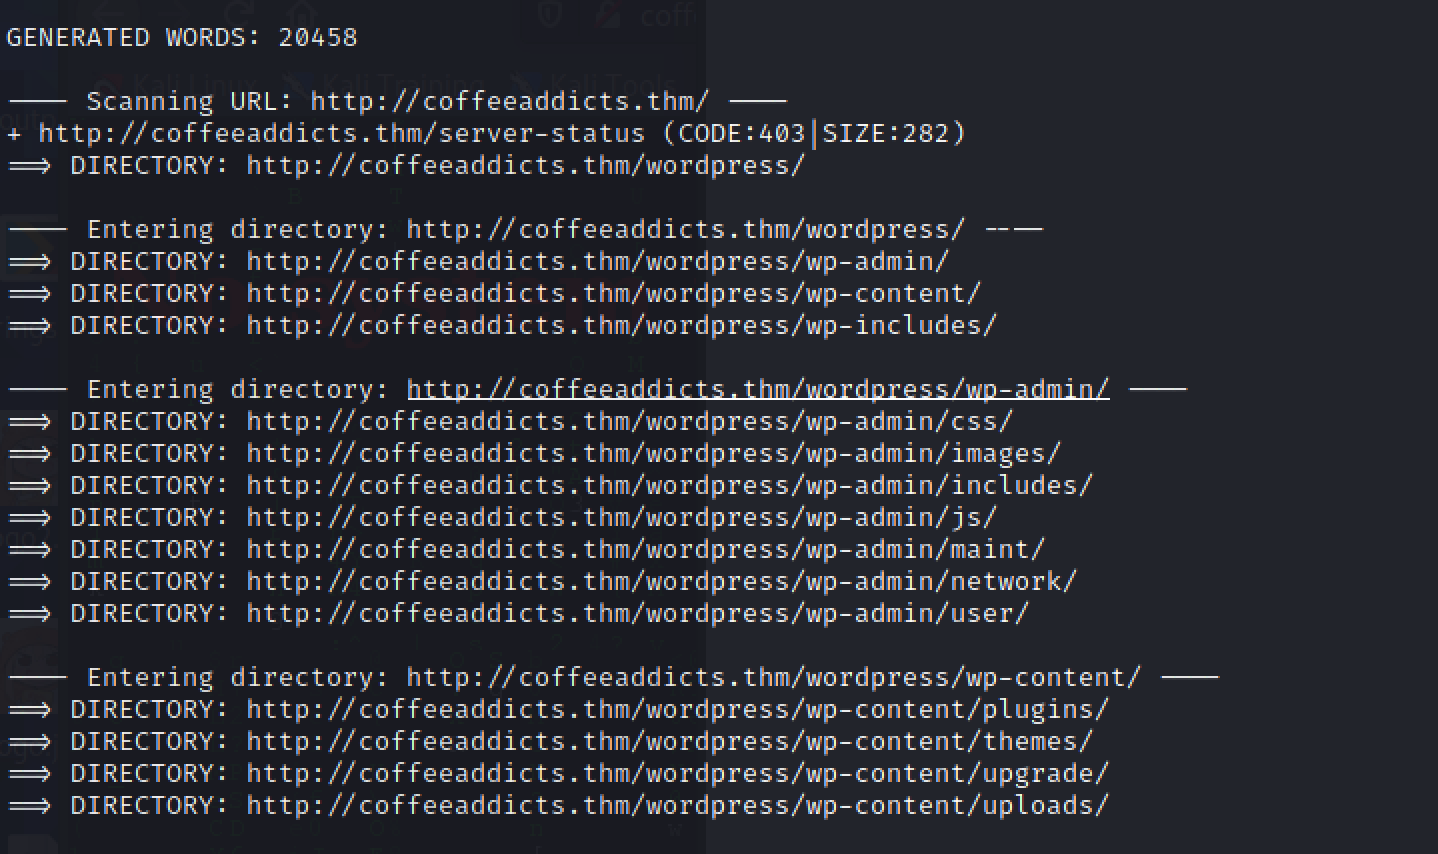 GENERATED WORDS: 20458
---- Scanning URL: http://coffeeaddicts.thm/ ----
+ http://coffeeaddicts.thm/server-status (CODE:403|SIZE:282)
==> DIRECTORY: http://coffeeaddicts.thm/wordpress/
---- Entering directory: http://coffeeaddicts.thm/wordpress/ ----
==> DIRECTORY: http://coffeeaddicts.thm/wordpress/wp-admin/
==> DIRECTORY: http://coffeeaddicts.thm/wordpress/wp-content/
==> DIRECTORY: http://coffeeaddicts.thm/wordpress/wp-includes/
---- Entering directory: http://coffeeaddicts.thm/wordpress/wp-admin/ ----
==> DIRECTORY: http://coffeeaddicts.thm/wordpress/wp-admin/css/
==> DIRECTORY: http://coffeeaddicts.thm/wordpress/wp-admin/images/
==> DIRECTORY: http://coffeeaddicts.thm/wordpress/wp-admin/includes/
==> DIRECTORY: http://coffeeaddicts.thm/wordpress/wp-admin/js/
==> DIRECTORY: http://coffeeaddicts.thm/wordpress/wp-admin/maint/
==> DIRECTORY: http://coffeeaddicts.thm/wordpress/wp-admin/network/
==> DIRECTORY: http://coffeeaddicts.thm/wordpress/wp-admin/user/
---- Entering directory: http://coffeeaddicts.thm/wordpress/wp-content/ ----
==> DIRECTORY: http://coffeeaddicts.thm/wordpress/wp-content/plugins/
==> DIRECTORY: http://coffeeaddicts.thm/wordpress/wp-content/themes/
==> DIRECTORY: http://coffeeaddicts.thm/wordpress/wp-content/upgrade/
==> DIRECTORY: http://coffeeaddicts.thm/wordpress/wp-content/uploads/